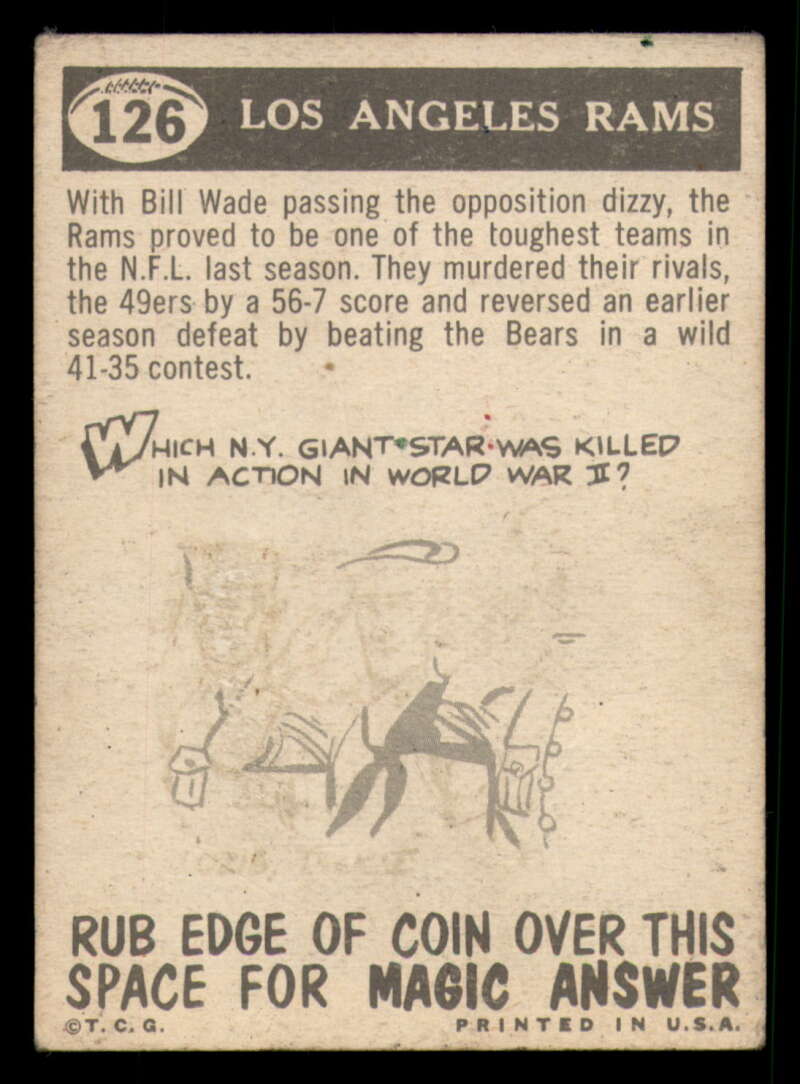 126 LOS ANGELES RAMS
With Bill Wade passing the opposition dizzy, the
Rams proved to be one of the toughest teams in
the N.F.L. last season. They murdered their rivals,
the 49ers by a 56-7 score and reversed an earlier
season defeat by beating the Bears in a wild
41-35 contest.
WHICH N.Y. GIANT STAR WAS KILLED
IN ACTION IN WORLD WAR II?
RUB EDGE OF COIN OVER THIS
SPACE FOR MAGIC ANSWER
©T. C. G. PRINTED IN U.S.A.